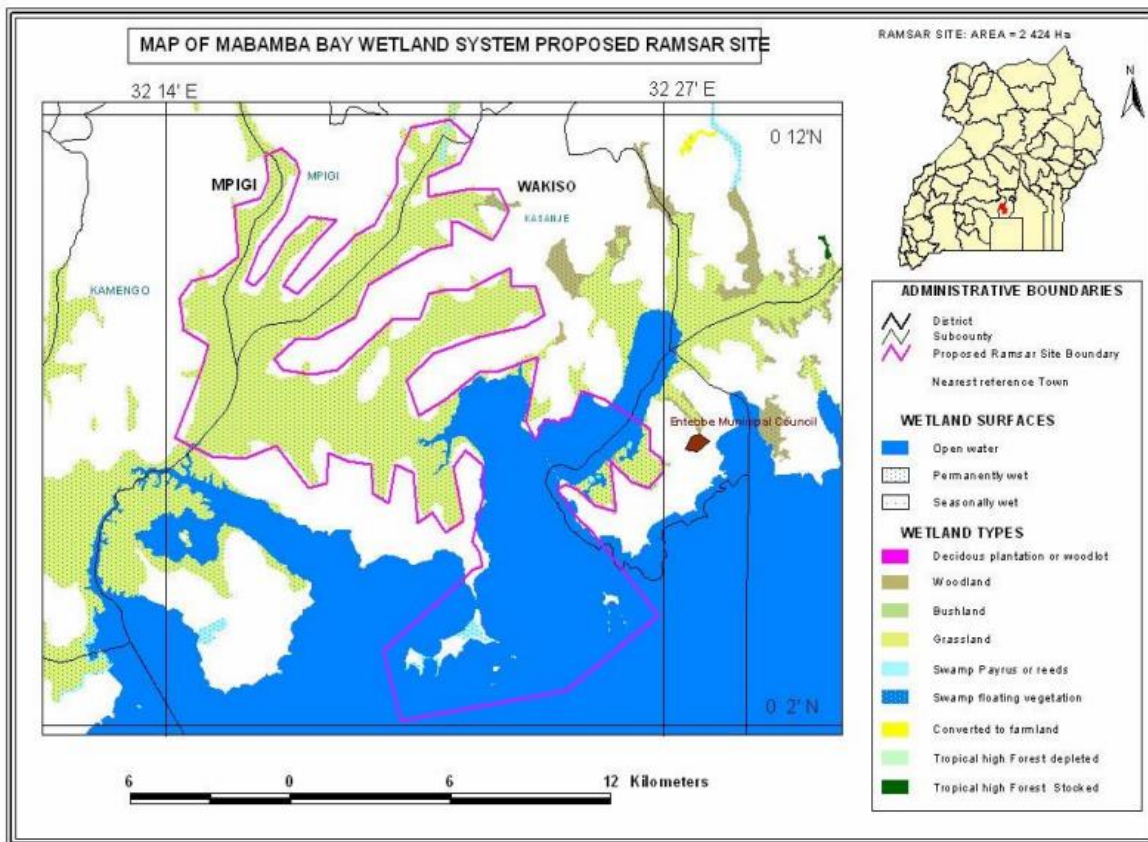 MAP OF MABAMBA BAY WETLAND SYSTEM PROPOSED RAMSAR SITE
RAMSAR SITE: AREA = 2 424 Ha
N
32 14' E
32 27' E
0 12'N
MPIGI
MPIGI
WAKISO
KASANJE
KAMENGO
Entebbe Municipal Council
0 2' N
6 0 6 12 Kilometers
ADMINISTRATIVE BOUNDARIES
District
Subcounty
Proposed Ramsar Site Boundary
Nearest reference Town
WETLAND SURFACES
Open water
Permanently wet
Seasonally wet
WETLAND TYPES
Decidous plantation or woodlot
Woodland
Bushland
Grassland
Swamp Payrus or reeds
Swamp floating vegetation
Converted to farmland
Tropical high Forest depleted
Tropical high Forest Stocked